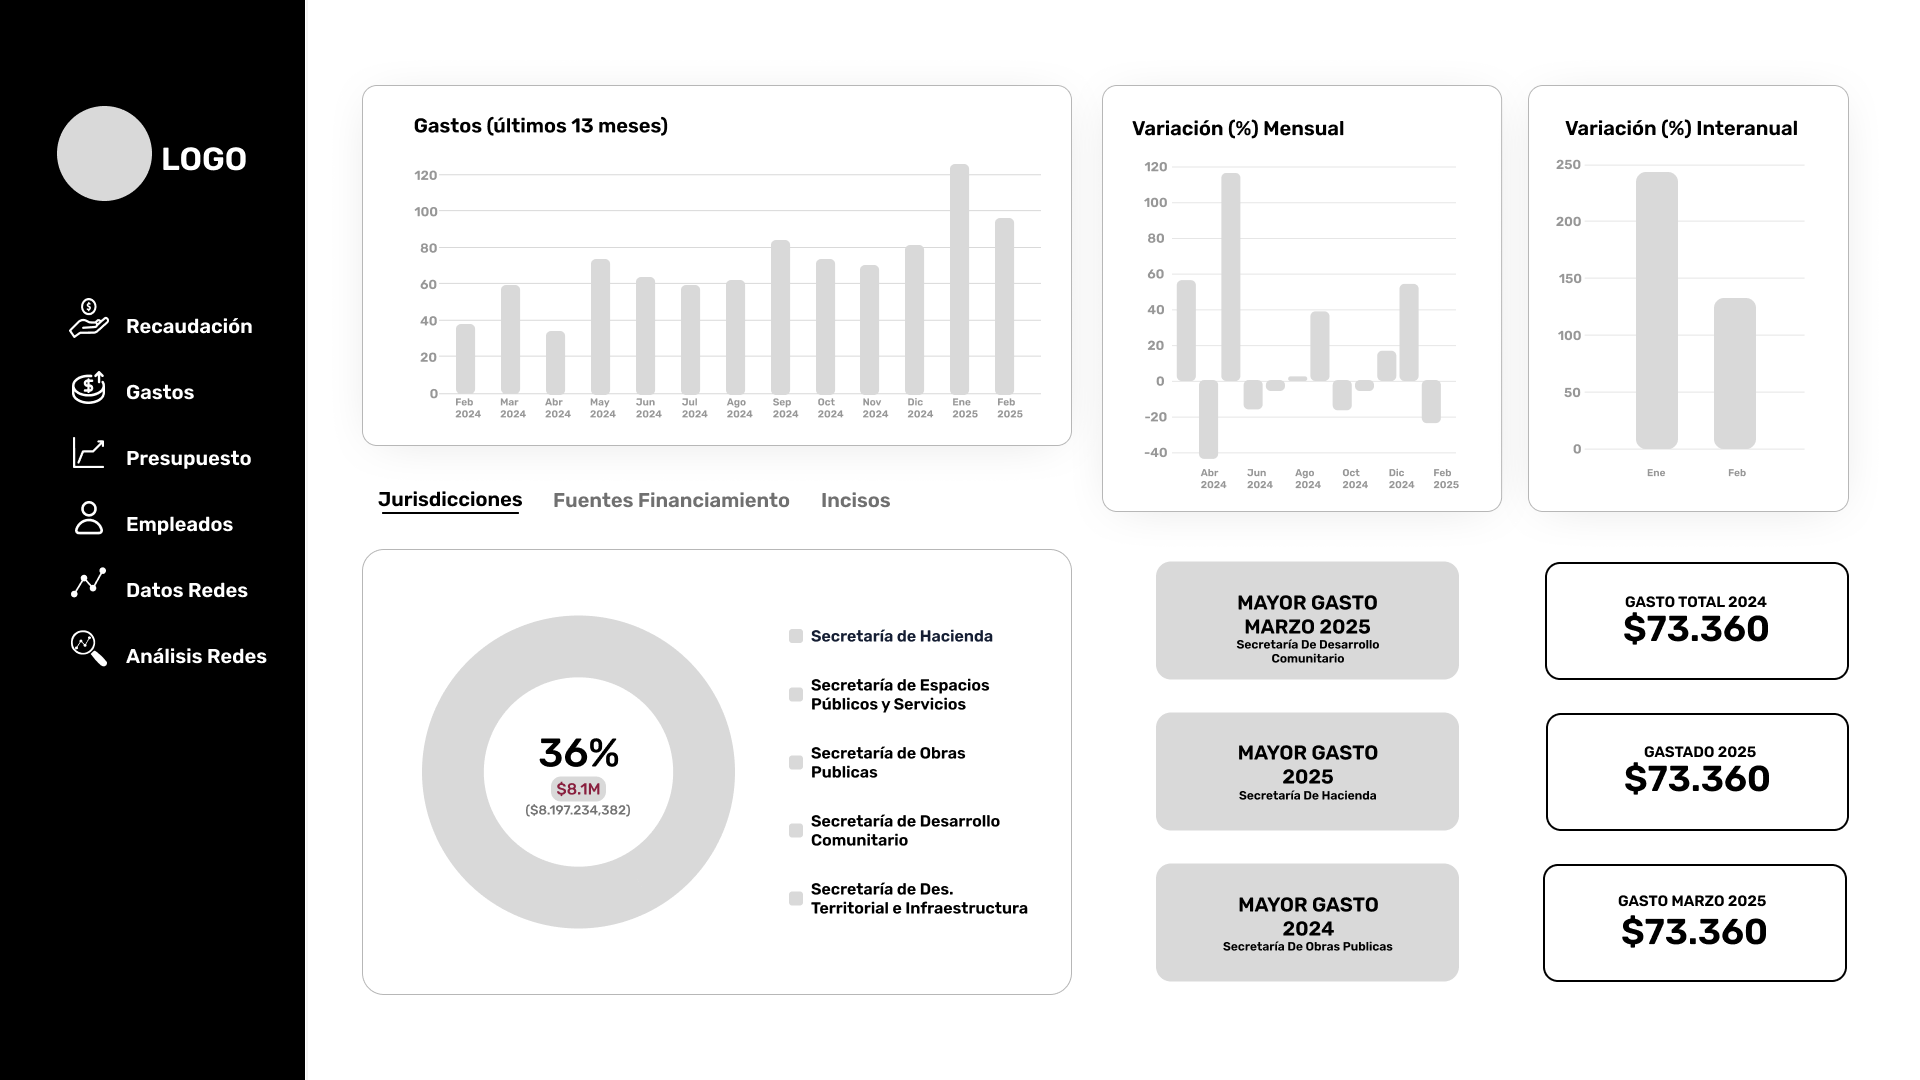 LOGO
Recaudación
Gastos
Presupuesto
Empleados
Datos Redes
Análisis Redes
Gastos (últimos 13 meses)
120
100
80
60
40
20
0
Feb 2024
Mar 2024
Abr 2024
May 2024
Jun 2024
Jul 2024
Ago 2024
Sep 2024
Oct 2024
Nov 2024
Dic 2024
Ene 2025
Feb 2025
Variación (%) Mensual
120
100
80
60
40
20
0
-20
-40
Abr 2024
Jun 2024
Ago 2024
Oct 2024
Dic 2024
Feb 2025
Variación (%) Interanual
250
200
150
100
50
0
Ene
Feb
Jurisdicciones
Fuentes Financiamiento
Incisos
36%
$8.1M
($8.197.234,382)
Secretaría de Hacienda
Secretaría de Espacios
Públicos y Servicios
Secretaría de Obras
Publicas
Secretaría de Desarrollo
Comunitario
Secretaría de Des.
Territorial e Infraestructura
MAYOR GASTO
MARZO 2025
Secretaría De Desarrollo
Comunitario
MAYOR GASTO
2025
Secretaría De Hacienda
MAYOR GASTO
2024
Secretaría De Obras Publicas
GASTO TOTAL 2024
$73.360
GASTADO 2025
$73.360
GASTO MARZO 2025
$73.360